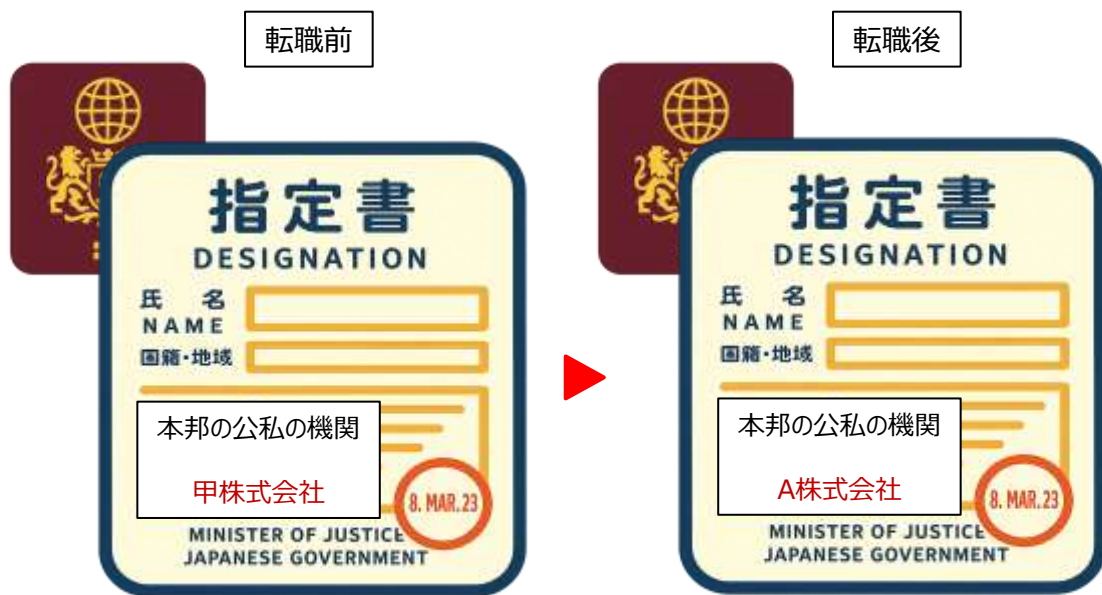 転職前
指定書
DESIGNATION
氏 名
NAME
国籍・地域
本邦の公私の機関
甲株式会社
8. MAR. 23
MINISTER OF JUSTICE
JAPANESE GOVERNMENT
転職後
指定書
DESIGNATION
氏 名
NAME
国籍・地域
本邦の公私の機関
A株式会社
8. MAR. 23
MINISTER OF JUSTICE
JAPANESE GOVERNMENT